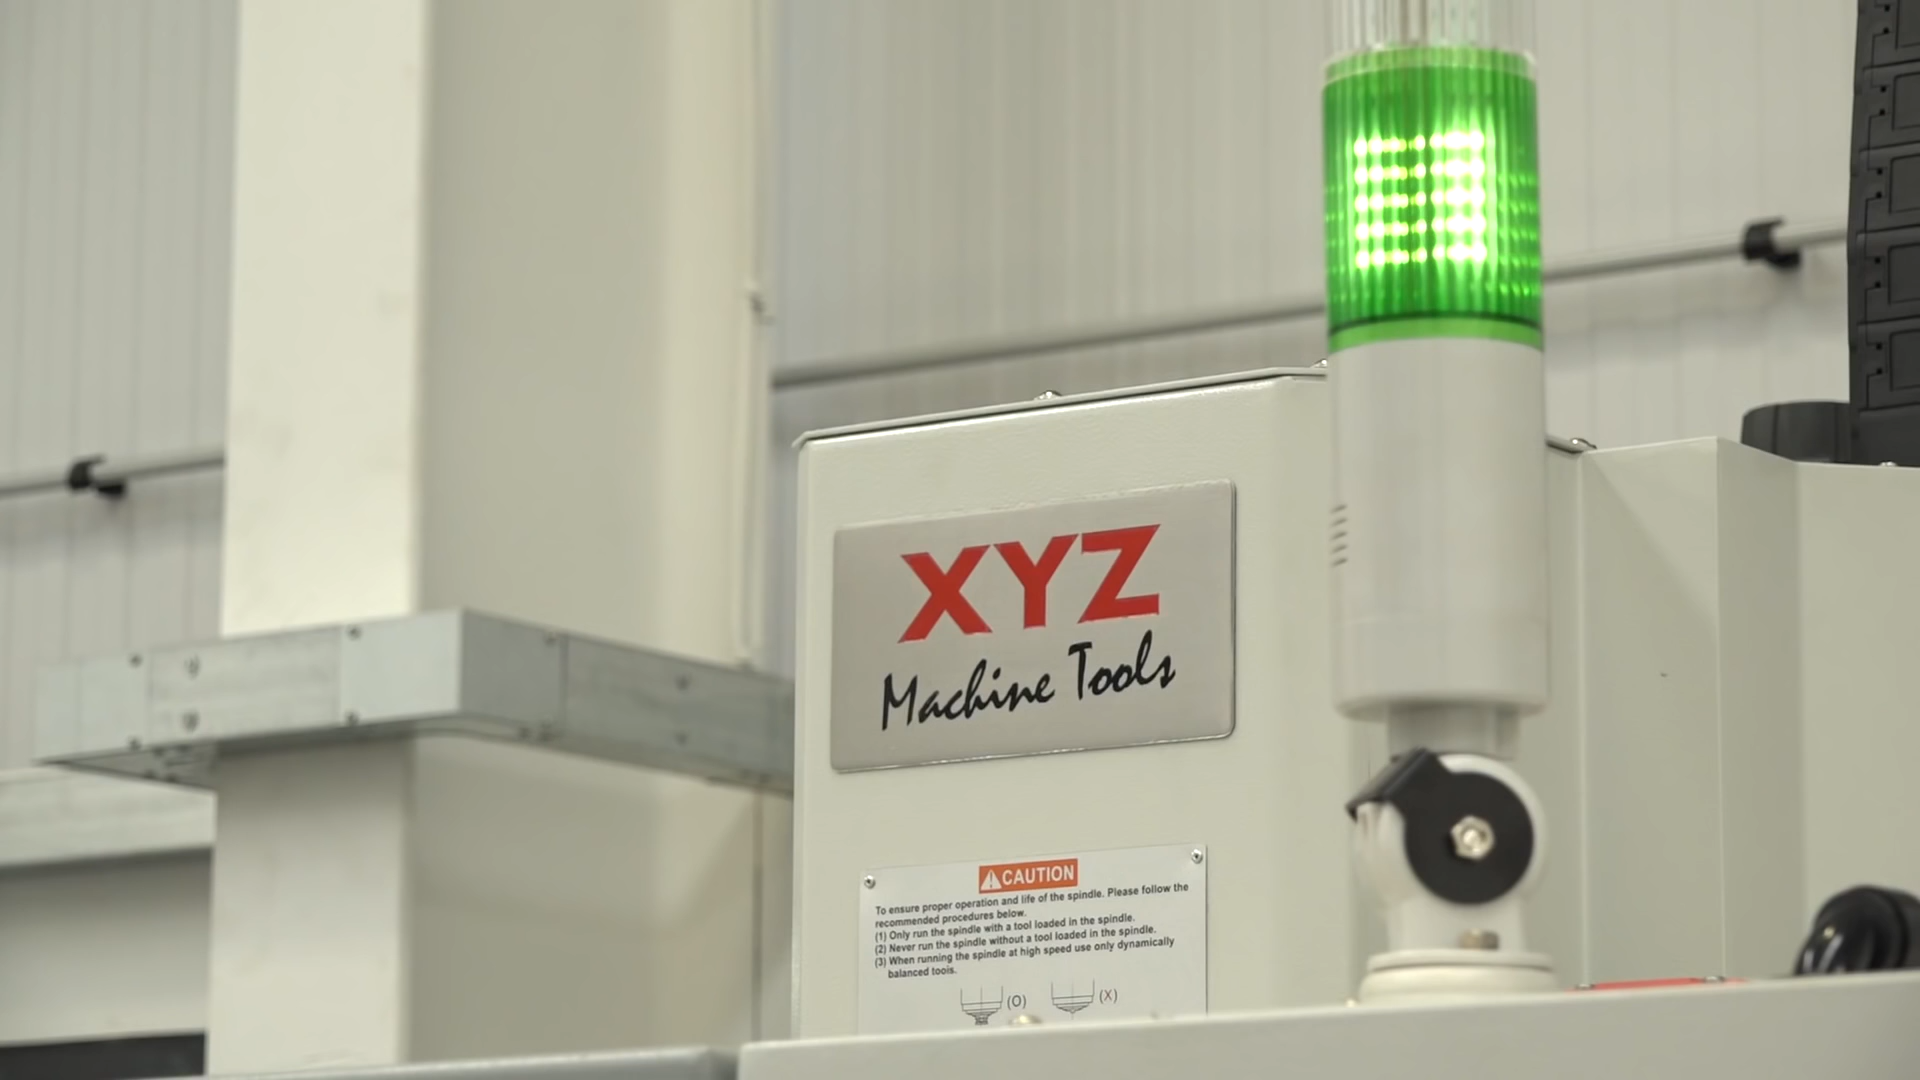 XYZ
Machine Tools
CAUTION
To ensure proper operation and life of the spindle. Please follow the
recommended procedures below.
(1) Only run the spindle with a tool loaded in the spindle.
(2) Never run the spindle without a tool loaded in the spindle.
(3) When running the spindle at high speed use only dynamically
balanced tools.
(O) (X)